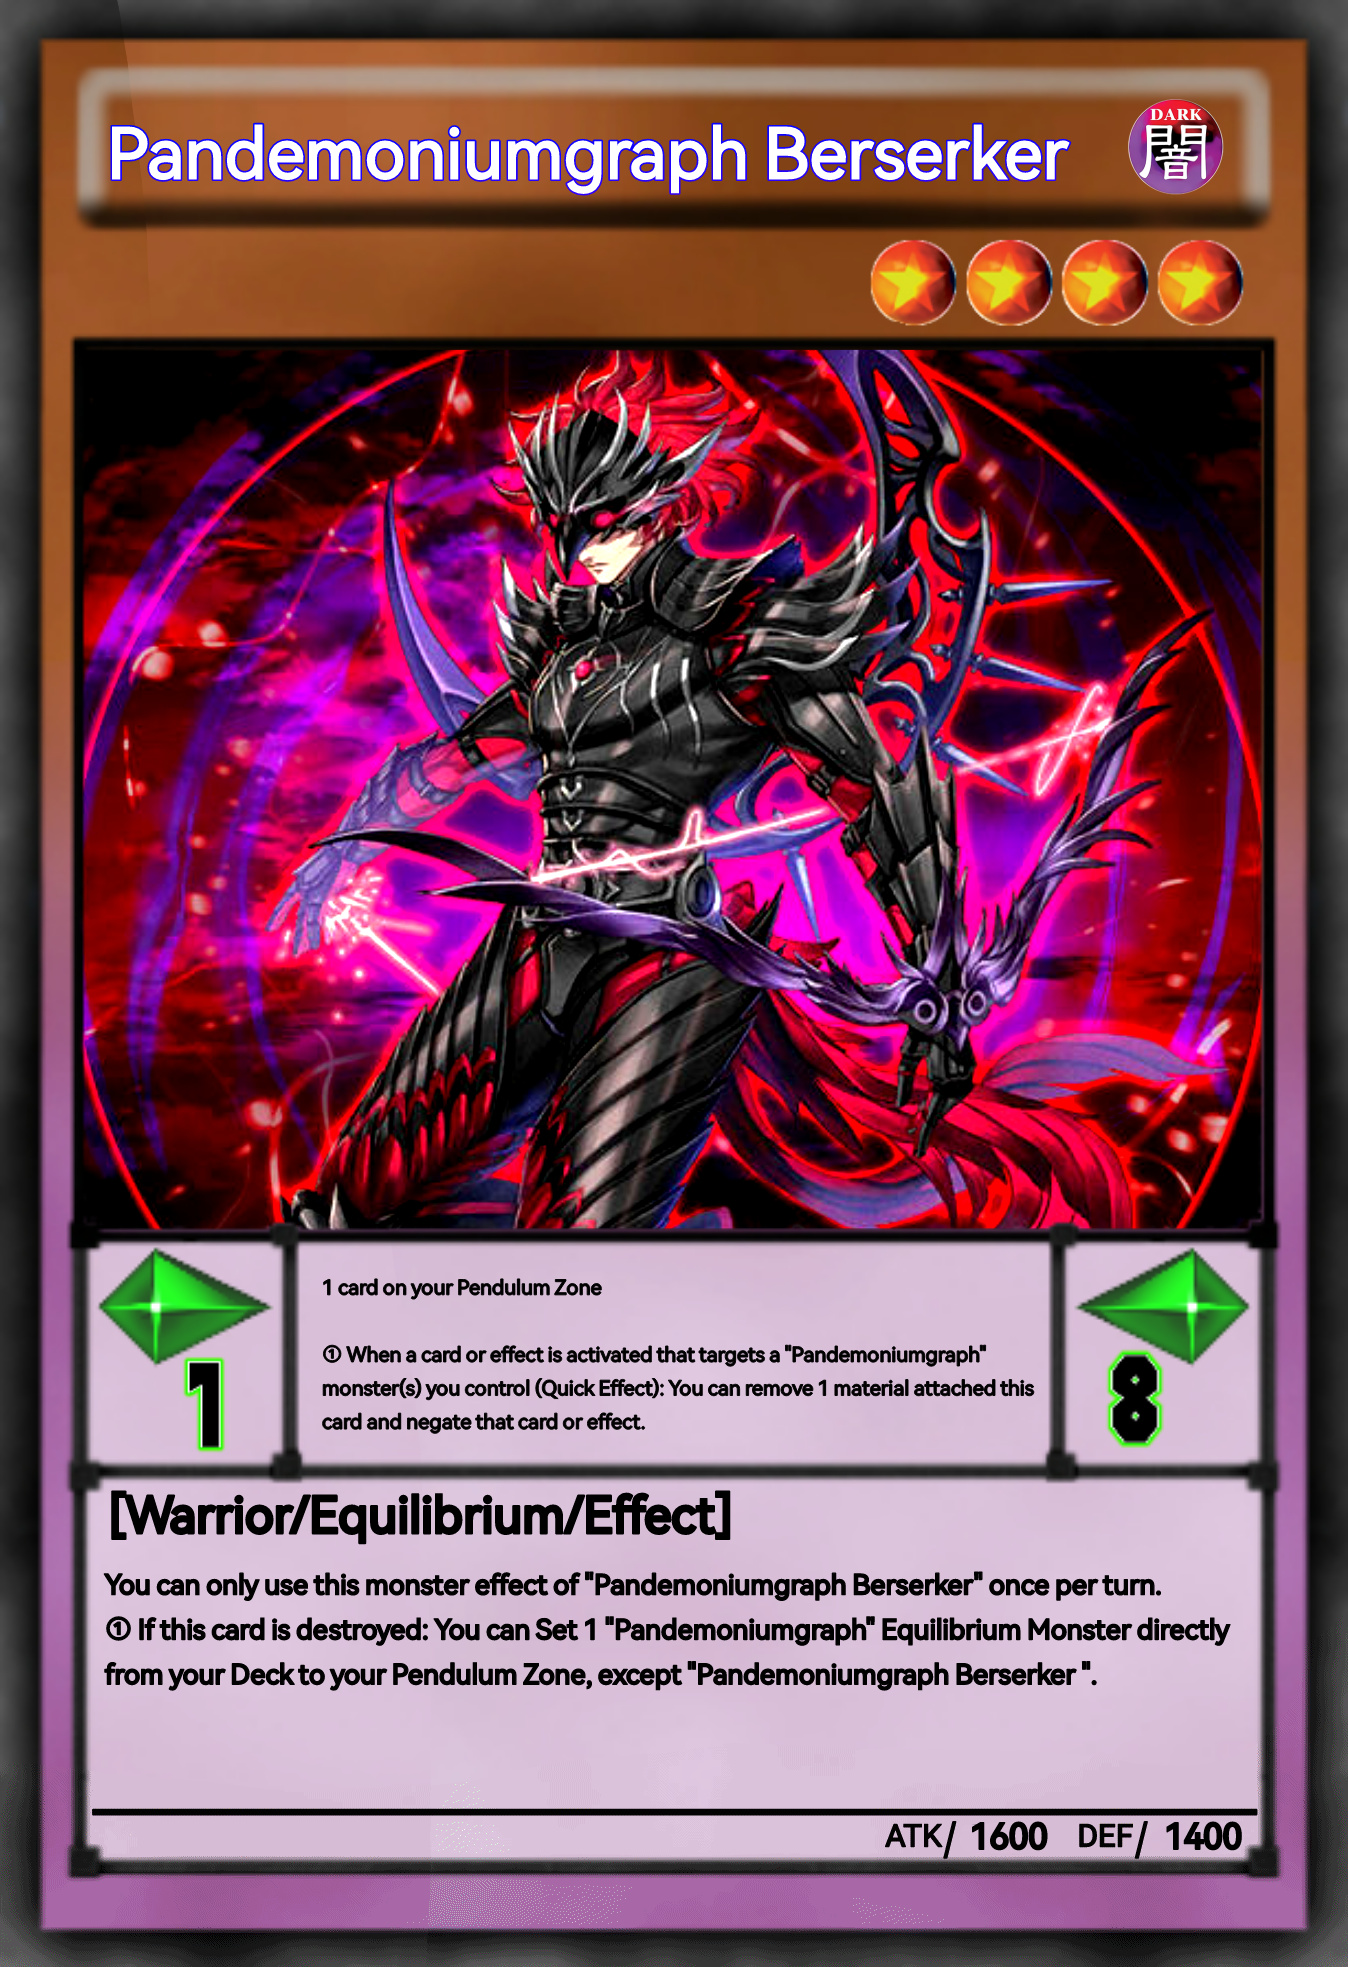 Pandemoniumgraph Berserker
DARK
闇
1 card on your Pendulum Zone
① When a card or effect is activated that targets a "Pandemoniumgraph"
monster(s) you control (Quick Effect): You can remove 1 material attached this
card and negate that card or effect.
1
8
[Warrior/Equilibrium/Effect]
You can only use this monster effect of "Pandemoniumgraph Berserker" once per turn.
① If this card is destroyed: You can Set 1 "Pandemoniumgraph" Equilibrium Monster directly
from your Deck to your Pendulum Zone, except "Pandemoniumgraph Berserker ".
ATK/ 1600 DEF/ 1400